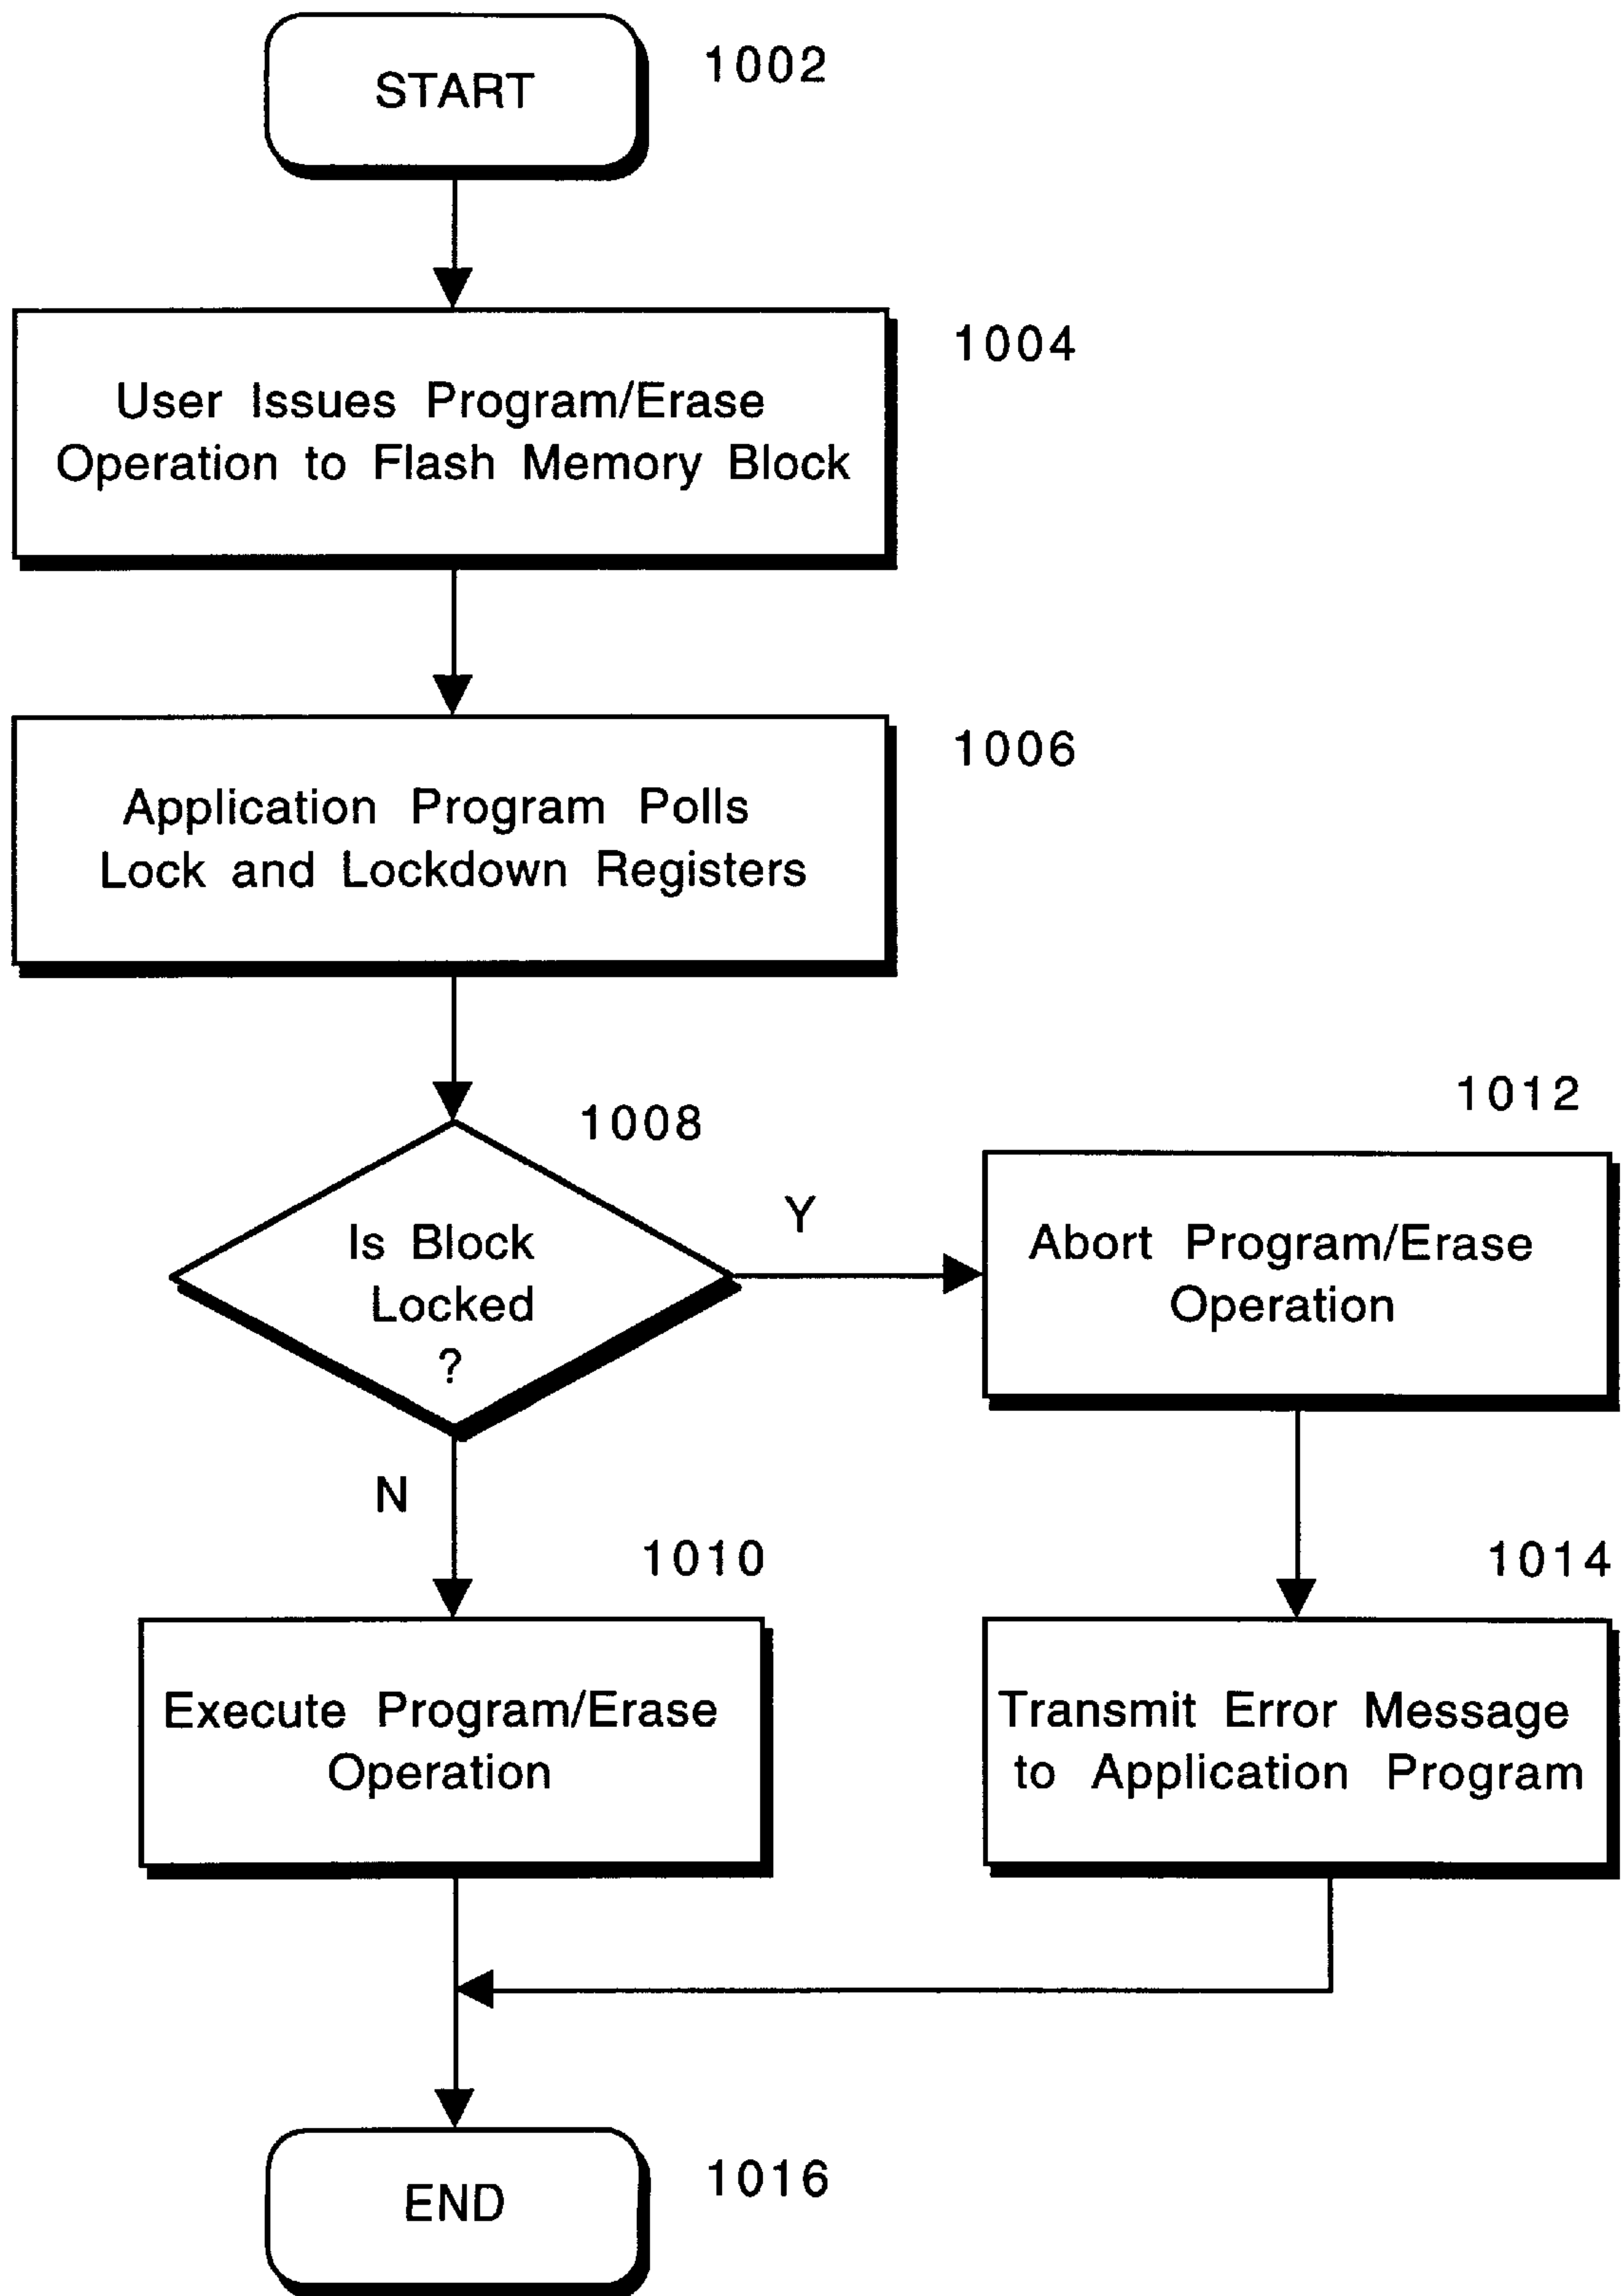 START
1002
1004
User Issues Program/Erase
Operation to Flash Memory Block
1006
Application Program Polls
Lock and Lockdown Registers
1008
Is Block
Locked
?
Y
N
1012
Abort Program/Erase
Operation
1010
Execute Program/Erase
Operation
1014
Transmit Error Message
to Application Program
END
1016